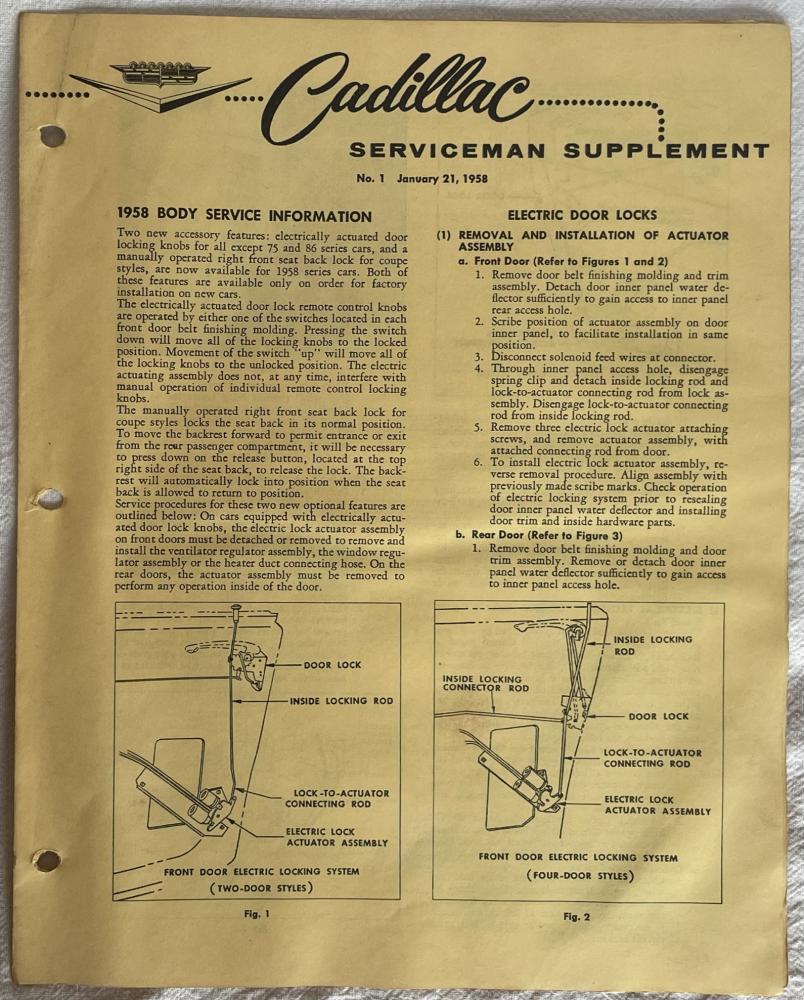 Cadillac
SERVICEMAN SUPPLEMENT
No. 1 January 21, 1958
1958 BODY SERVICE INFORMATION
Two new accessory features: electrically actuated door
locking knobs for all except 75 and 86 series cars, and a
manually operated right front seat back lock for coupe
styles, are now available for 1958 series cars. Both of
these features are available only on order for factory
installation on new cars.
The electrically actuated door lock remote control knobs
are operated by either one of the switches located in each
front door belt finishing molding. Pressing the switch
down will move all of the locking knobs to the locked
position. Movement of the switch "up" will move all of
the locking knobs to the unlocked position. The electric
actuating assembly does not, at any time, interfere with
manual operation of individual remote control locking
knobs.
The manually operated right front seat back lock for
coupe styles locks the seat back in its normal position.
To move the backrest forward to permit entrance or exit
from the rear passenger compartment, it will be necessary
to press down on the release button, located at the top
right side of the seat back, to release the lock. The back-
rest will automatically lock into position when the seat
back is allowed to return to position.
Service procedures for these two new optional features are
outlined below: On cars equipped with electrically actu-
ated door lock knobs, the electric lock actuator assembly
on front doors must be detached or removed to remove and
install the ventilator regulator assembly, the window regu-
lator assembly or the heater duct connecting hose. On the
rear doors, the actuator assembly must be removed to
perform any operation inside of the door.
ELECTRIC DOOR LOCKS
(1) REMOVAL AND INSTALLATION OF ACTUATOR
ASSEMBLY
a. Front Door (Refer to Figures 1 and 2)
1. Remove door belt finishing molding and trim
assembly. Detach door inner panel water de-
flector sufficiently to gain access to inner panel
rear access hole.
2. Scribe position of actuator assembly on door
inner panel, to facilitate installation in same
position.
3. Disconnect solenoid feed wires at connector.
4. Through inner panel access hole, disengage
spring clip and detach inside locking rod and
lock-to-actuator connecting rod from lock as-
sembly. Disengage lock-to-actuator connecting
rod from inside locking rod.
5. Remove three electric lock actuator attaching
screws, and remove actuator assembly, with
attached connecting rod from door.
6. To install electric lock actuator assembly, re-
verse removal procedure. Align assembly with
previously made scribe marks. Check operation
of electric locking system prior to resealing
door inner panel water deflector and installing
door trim and inside hardware parts.
b. Rear Door (Refer to Figure 3)
1. Remove door belt finishing molding and door
trim assembly. Remove or detach door inner
panel water deflector sufficiently to gain access
to inner panel access hole.
DOOR LOCK
INSIDE LOCKING ROD
LOCK-TO-ACTUATOR
CONNECTING ROD
ELECTRIC LOCK
ACTUATOR ASSEMBLY
FRONT DOOR ELECTRIC LOCKING SYSTEM
(TWO-DOOR STYLES)
Fig. 1
INSIDE LOCKING
ROD
INSIDE LOCKING
CONNECTOR ROD
DOOR LOCK
LOCK-TO-ACTUATOR
CONNECTING ROD
ELECTRIC LOCK
ACTUATOR ASSEMBLY
FRONT DOOR ELECTRIC LOCKING SYSTEM
(FOUR-DOOR STYLES)
Fig. 2